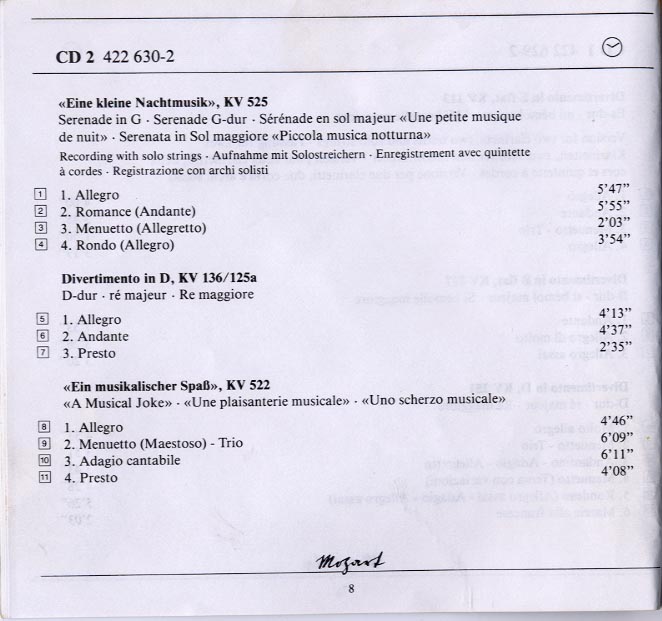 CD 2 422 630-2
«Eine kleine Nachtmusik», KV 525
Serenade in G · Serenade G-dur · Sérénade en sol majeur «Une petite musique
de nuit» · Serenata in Sol maggiore «Piccola musica notturna»
Recording with solo strings · Aufnahme mit Solostreichern · Enregistrement avec quintette
à cordes · Registrazione con archi solisti
1 1. Allegro 5’47”
2 2. Romance (Andante) 5’55”
3 3. Menuetto (Allegretto) 2’03”
4 4. Rondo (Allegro) 3’54”
Divertimento in D, KV 136/125a
D-dur · ré majeur · Re maggiore
5 1. Allegro 4’13”
6 2. Andante 4’37”
7 3. Presto 2’35”
«Ein musikalischer Spaß», KV 522
«A Musical Joke» · «Une plaisanterie musicale» · «Uno scherzo musicale»
8 1. Allegro 4’46”
9 2. Menuetto (Maestoso) - Trio 6’09”
10 3. Adagio cantabile 6’11”
11 4. Presto 4’08”
Mozart
8